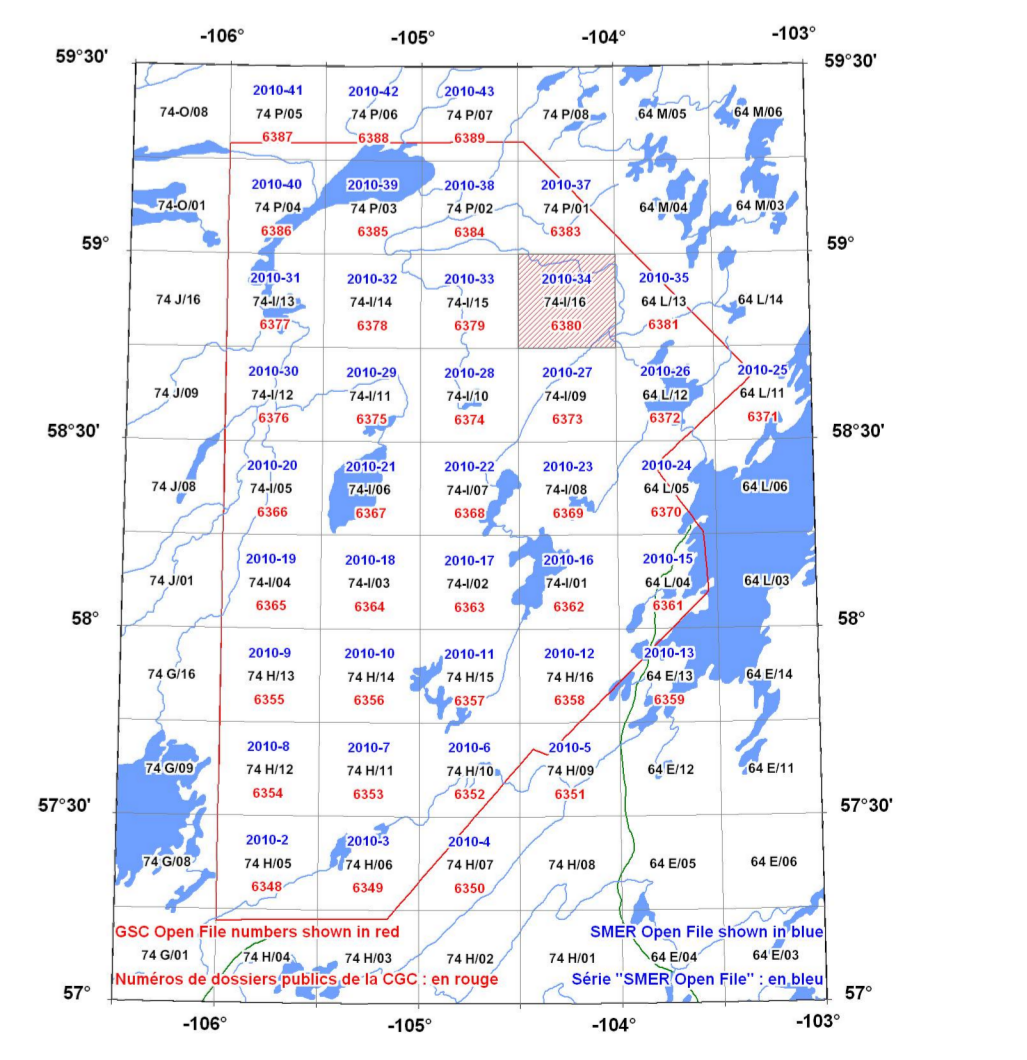 -106° -105° -104° -103°
59°30' 59°30'
2010-41 2010-42 2010-43
74-O/08 74 P/05 74 P/06 74 P/07 74 P/08 64 M/05 64 M/06
6387 6388 6389
2010-40 2010-39 2010-38 2010-37
74-O/01 74 P/04 74 P/03 74 P/02 74 P/01 64 M/04 64 M/03
6386 6385 6384 6383
59° 59°
2010-31 2010-32 2010-33 2010-34 2010-35
74 J/16 74-I/13 74-I/14 74-I/15 74-I/16 64 L/13 64 L/14
6377 6378 6379 6380 6381
2010-30 2010-29 2010-28 2010-27 2010-26 2010-25
74 J/09 74-I/12 74-I/11 74-I/10 74-I/09 64 L/12 64 L/11
6376 6375 6374 6373 6372 6371
58°30' 58°30'
2010-20 2010-21 2010-22 2010-23 2010-24
74 J/08 74-I/05 74-I/06 74-I/07 74-I/08 64 L/05 64 L/06
6366 6367 6368 6369 6370
2010-19 2010-18 2010-17 2010-16 2010-15
74 J/01 74-I/04 74-I/03 74-I/02 74-I/01 64 L/04 64 L/03
6365 6364 6363 6362 6361
58° 58°
2010-9 2010-10 2010-11 2010-12 2010-13
74 G/16 74 H/13 74 H/14 74 H/15 74 H/16 64 E/13 64 E/14
6355 6356 6357 6358 6359
2010-8 2010-7 2010-6 2010-5
74 G/09 74 H/12 74 H/11 74 H/10 74 H/09 64 E/12 64 E/11
6354 6353 6352 6351
57°30' 57°30'
2010-2 2010-3 2010-4
74 G/08 74 H/05 74 H/06 74 H/07 74 H/08 64 E/05 64 E/06
6348 6349 6350
GSC Open File numbers shown in red SMER Open File shown in blue
74 G/01 74 H/04 74 H/03 74 H/02 74 H/01 64 E/04 64 E/03
Numéros de dossiers publics de la CGC : en rouge Série "SMER Open File" : en bleu
57° 57°
-106° -105° -104° -103°